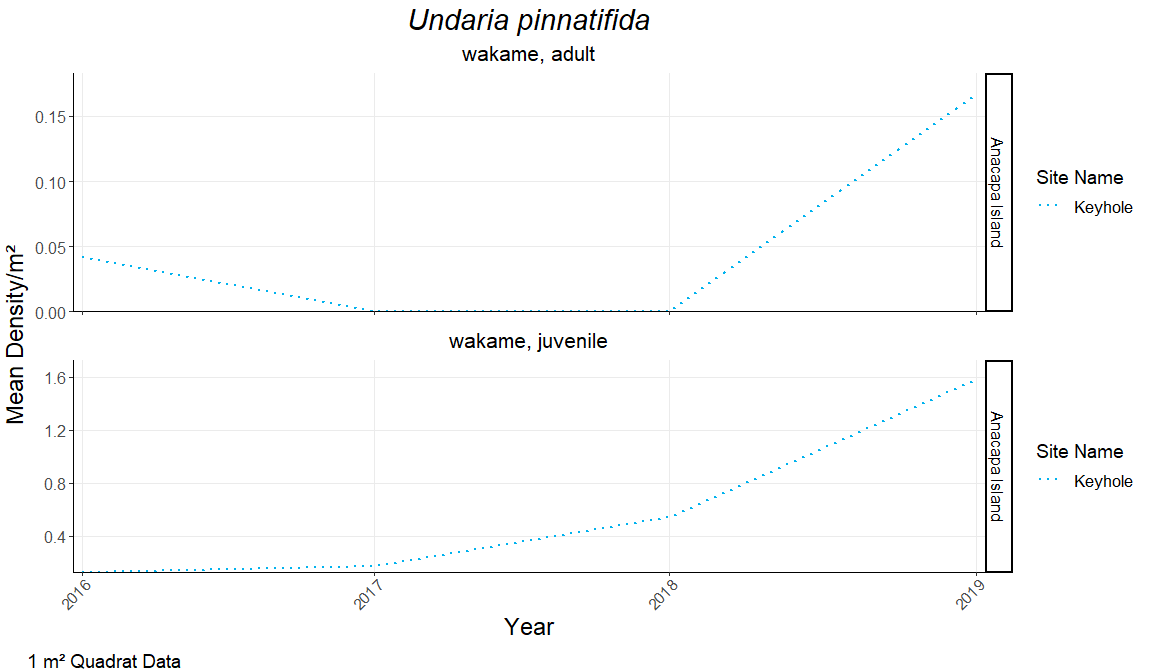 Undaria pinnatifida
wakame, adult
0.15
0.10
0.05
0.00
Anacapa Island
Site Name
Keyhole
Mean Density/m²
wakame, juvenile
1.6
1.2
0.8
0.4
Anacapa Island
Site Name
Keyhole
2016
2017
2018
2019
Year
1 m² Quadrat Data